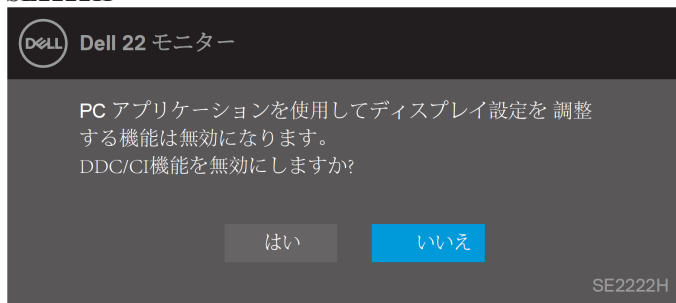 DELL
Dell 22 モニター
PC アプリケーションを使用してディスプレイ設定を 調整
する機能は無効になります。
DDC/CI機能を無効にしますか?
はい
いいえ
SE2222H